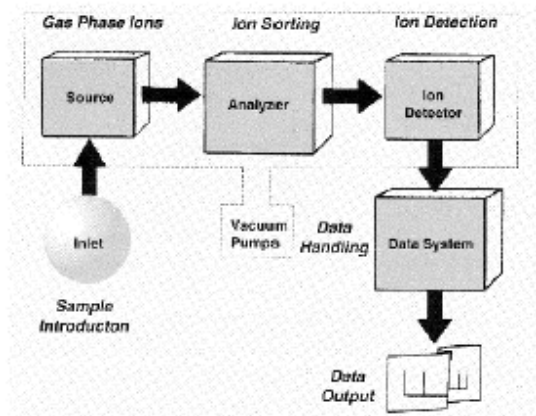 Gas Phase Ions
Ion Sorting
Ion Detection
Source
Analyzer
Ion
Detector
Inlet
Vacuum
Pumps
Data
Handling
Data System
Sample
Introducton
Data
Output